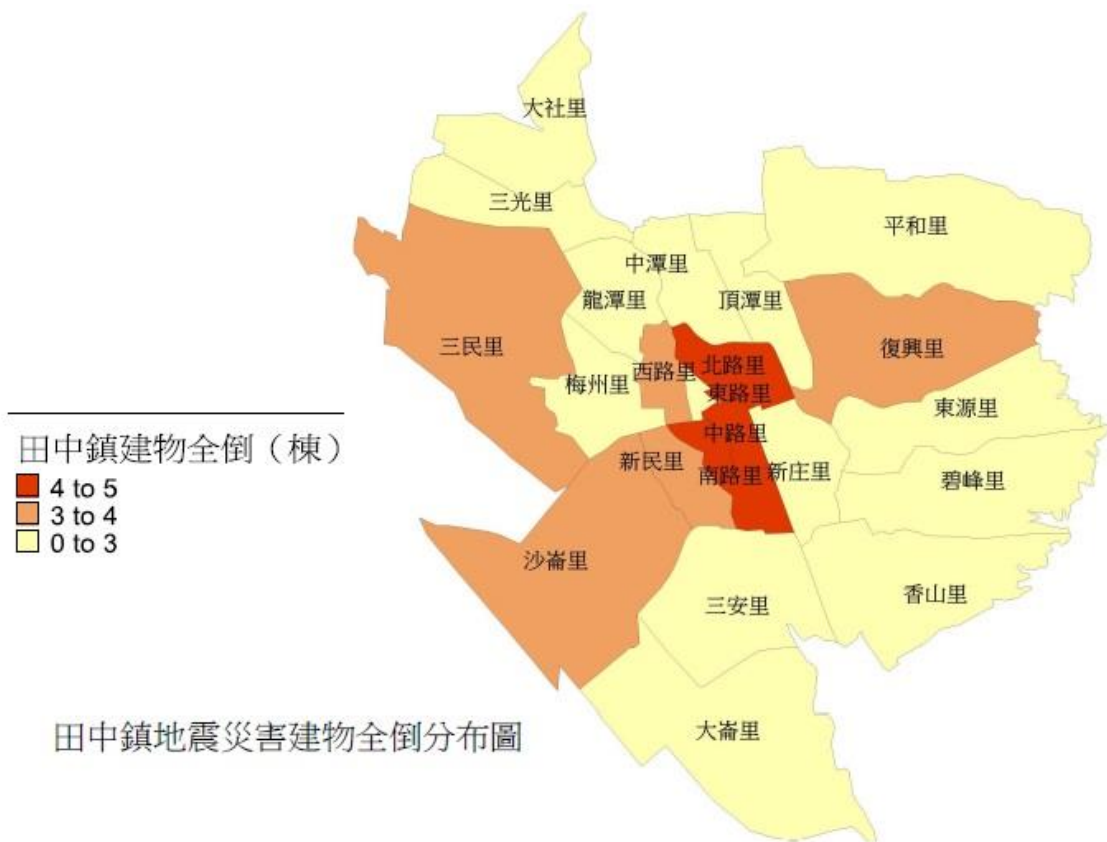 大社里
三光里
平和里
中潭里
龍潭里
頂潭里
三民里
復興里
北路里
西路里
梅州里
東路里
東源里
田中鎮建物全倒（棟）
4 to 5
3 to 4
0 to 3
中路里
新民里
南路里
新庄里
碧峰里
沙崙里
三安里
香山里
大崙里
田中鎮地震災害建物全倒分布圖